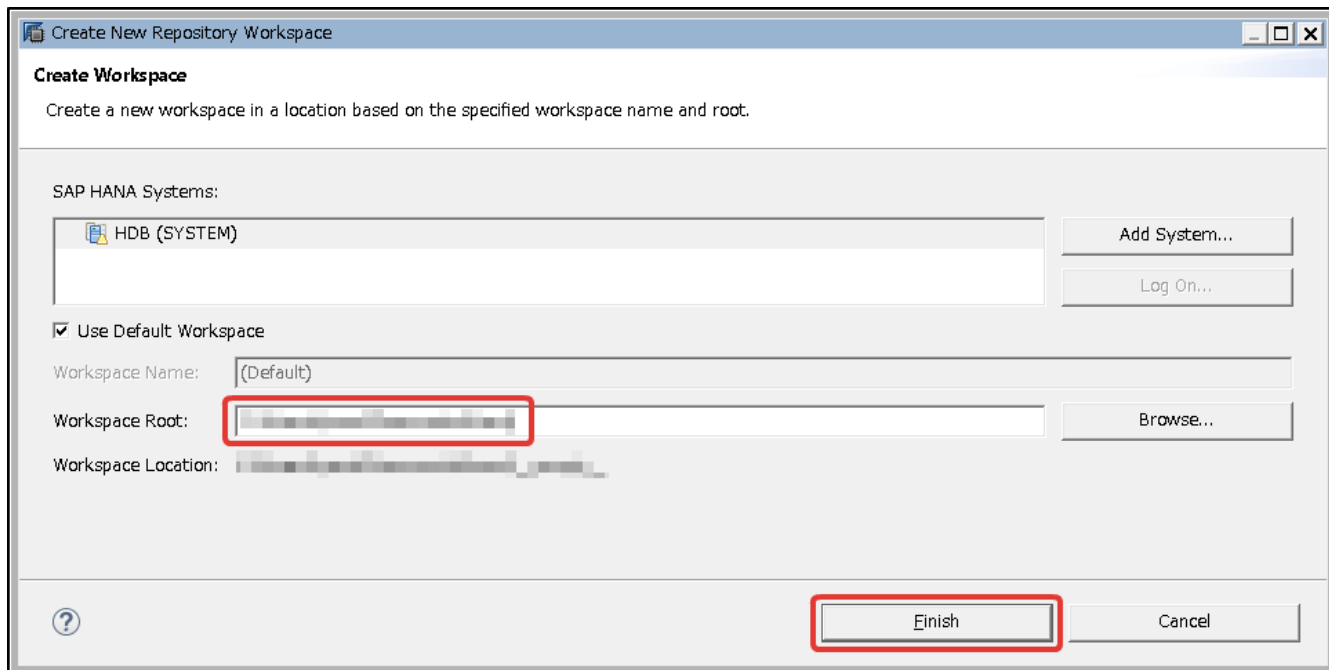 Create New Repository Workspace
Create Workspace
Create a new workspace in a location based on the specified workspace name and root.
SAP HANA Systems:
HDB (SYSTEM)
Add System...
Log On...
Use Default Workspace
Workspace Name: (Default)
Workspace Root: Browse...
Workspace Location:
Finish Cancel